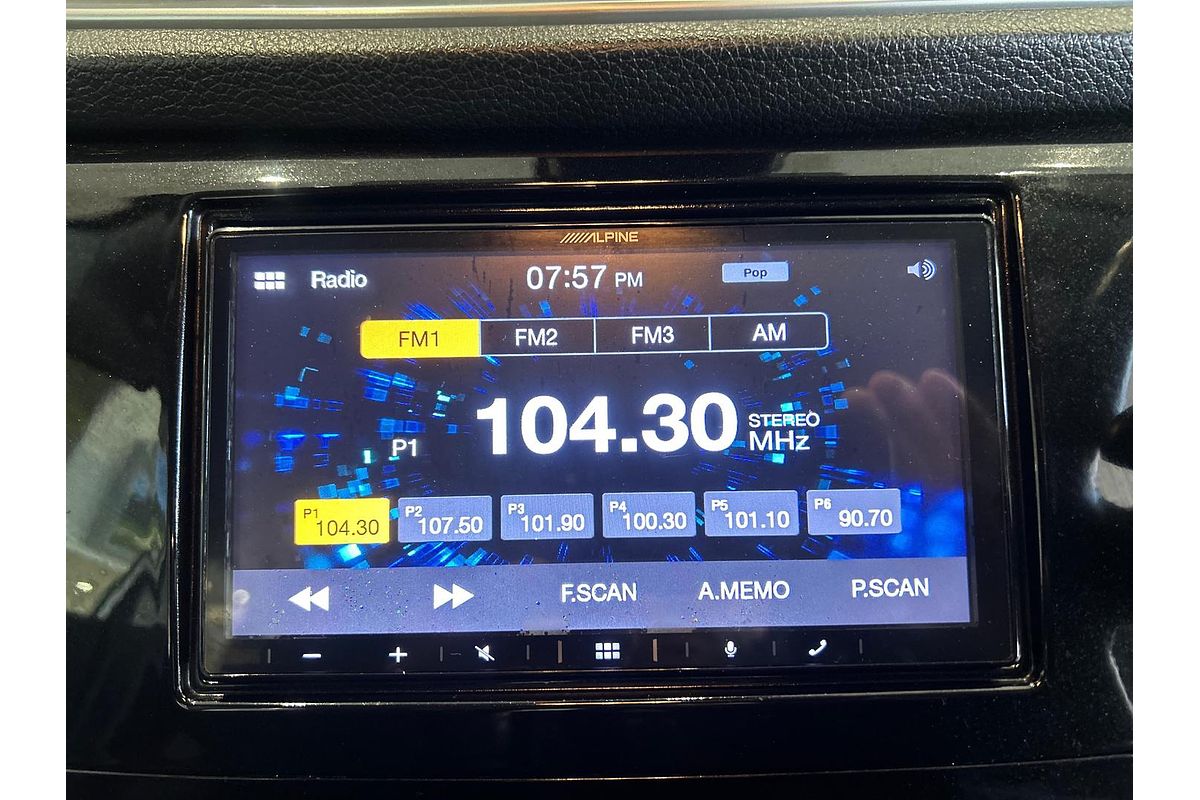 ALPINE
Radio 07:57 PM Pop
FM1 FM2 FM3 AM
P1 104.30 STEREO MHz
P1 104.30 P2 107.50 P3 101.90 P4 100.30 P5 101.10 P6 90.70
F.SCAN A.MEMO P.SCAN